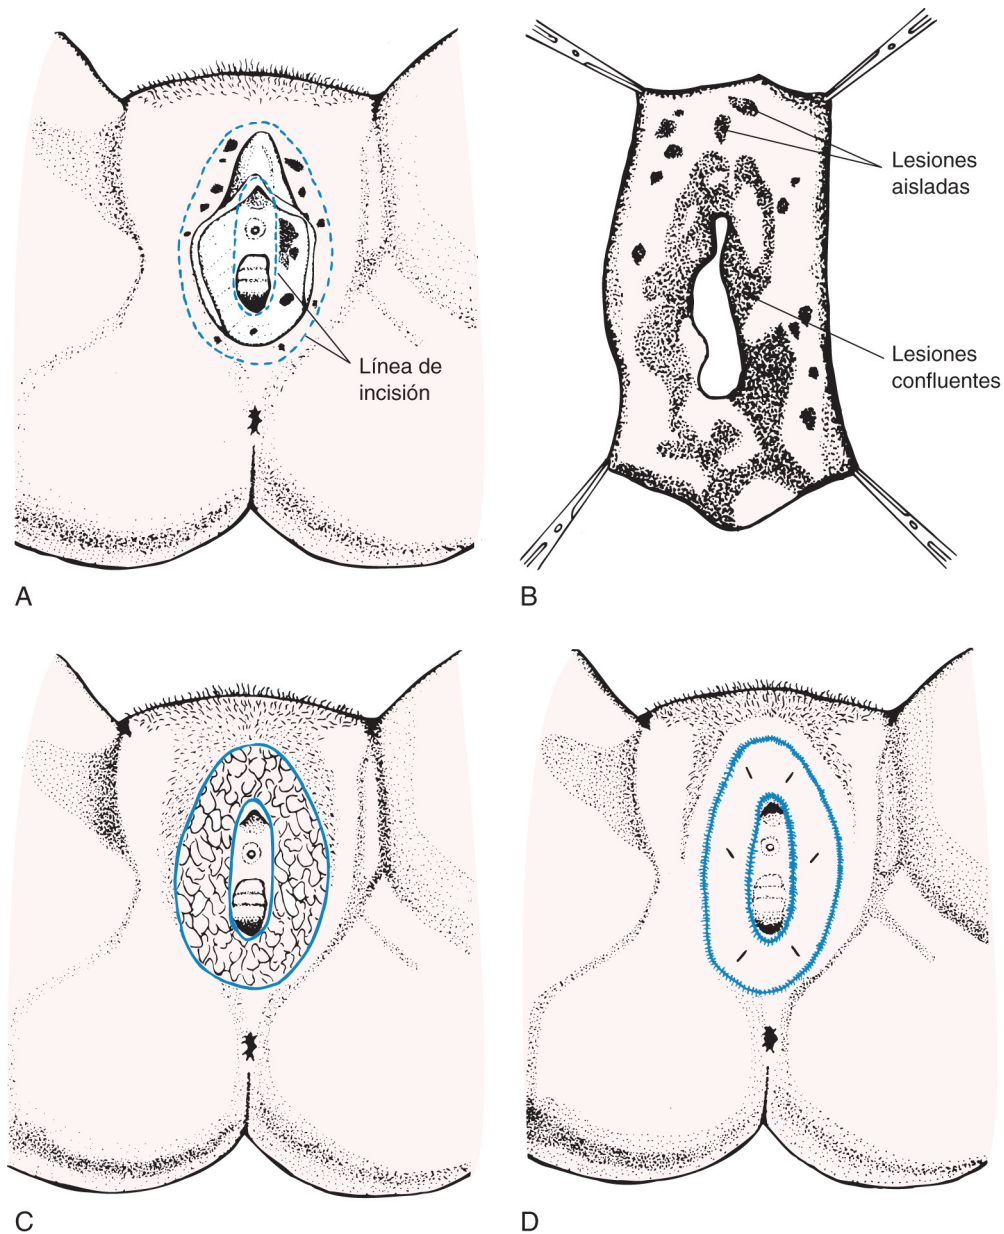 Lesiones
aisladas
Línea de
incisión
Lesiones
confluentes
A
B
C
D